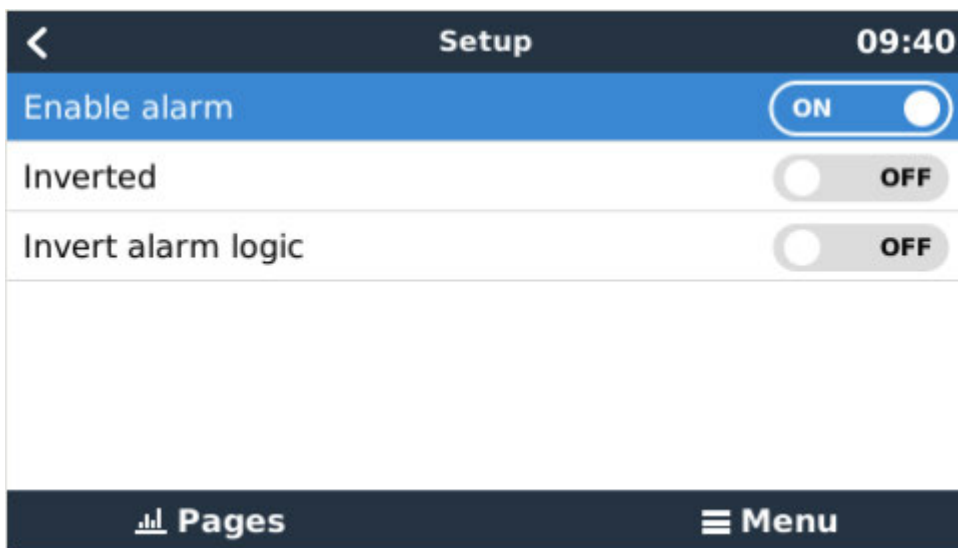 Setup 09:40
Enable alarm ON
Inverted OFF
Invert alarm logic OFF
Pages Menu